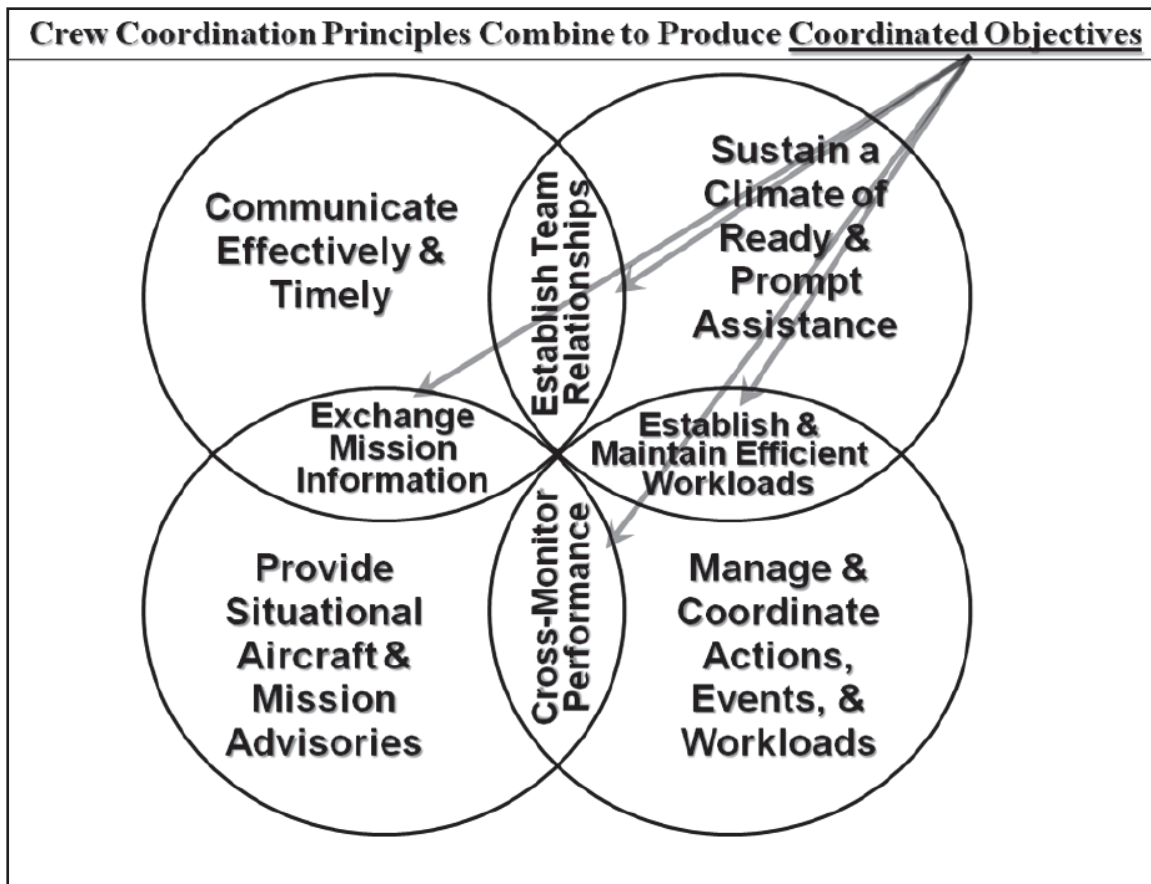 Crew Coordination Principles Combine to Produce Coordinated Objectives
Communicate
Effectively &
Timely
Establish Team
Relationships
Sustain a
Climate of
Ready &
Prompt
Assistance
Exchange
Mission
Information
Establish &
Maintain Efficient
Workloads
Provide
Situational
Aircraft &
Mission
Advisories
Cross-Monitor
Performance
Manage &
Coordinate
Actions,
Events, &
Workloads